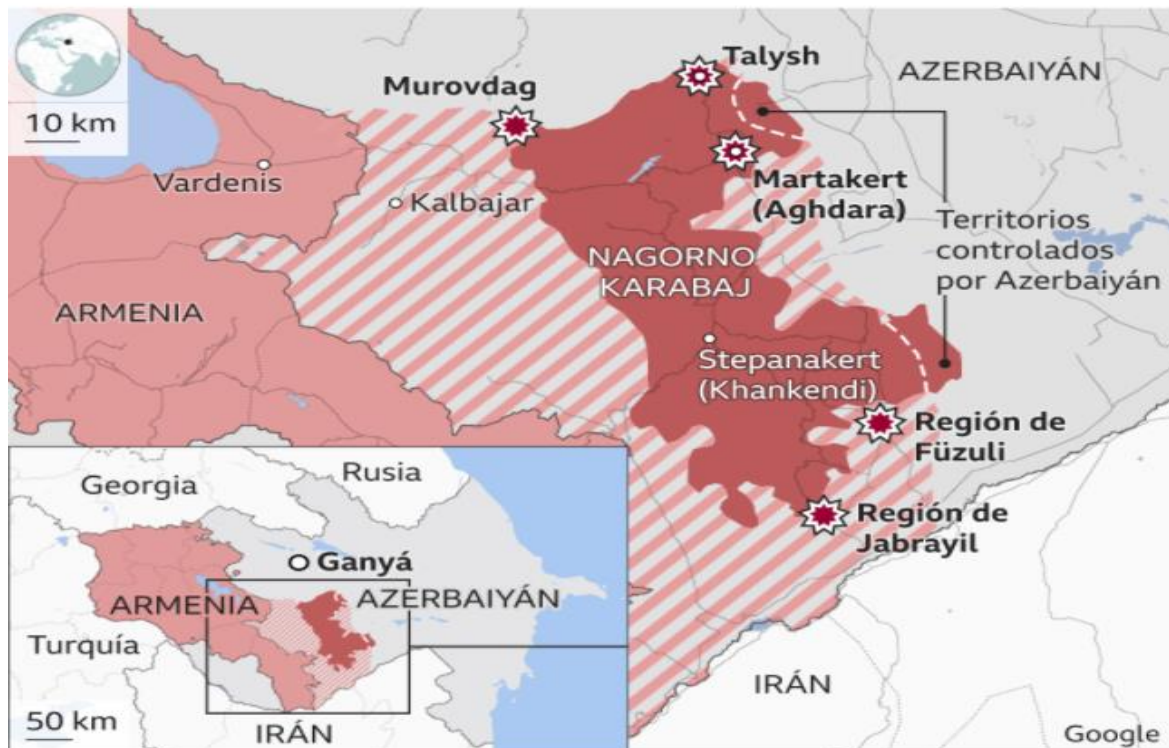 10 km
Murovdag
Talysh
AZERBAIYÁN
Vardenis
Kalbajar
Martakert
(Aghdara)
NAGORNO
KARABAJ
Territorios
controlados
por Azerbaiyán
ARMENIA
Stepanakert
(Khankendi)
Región de
Füzuli
Región de
Jabrayil
Georgia
Rusia
Ganyá
ARMENIA
AZERBAIYÁN
Turquía
IRÁN
50 km
IRÁN
Google